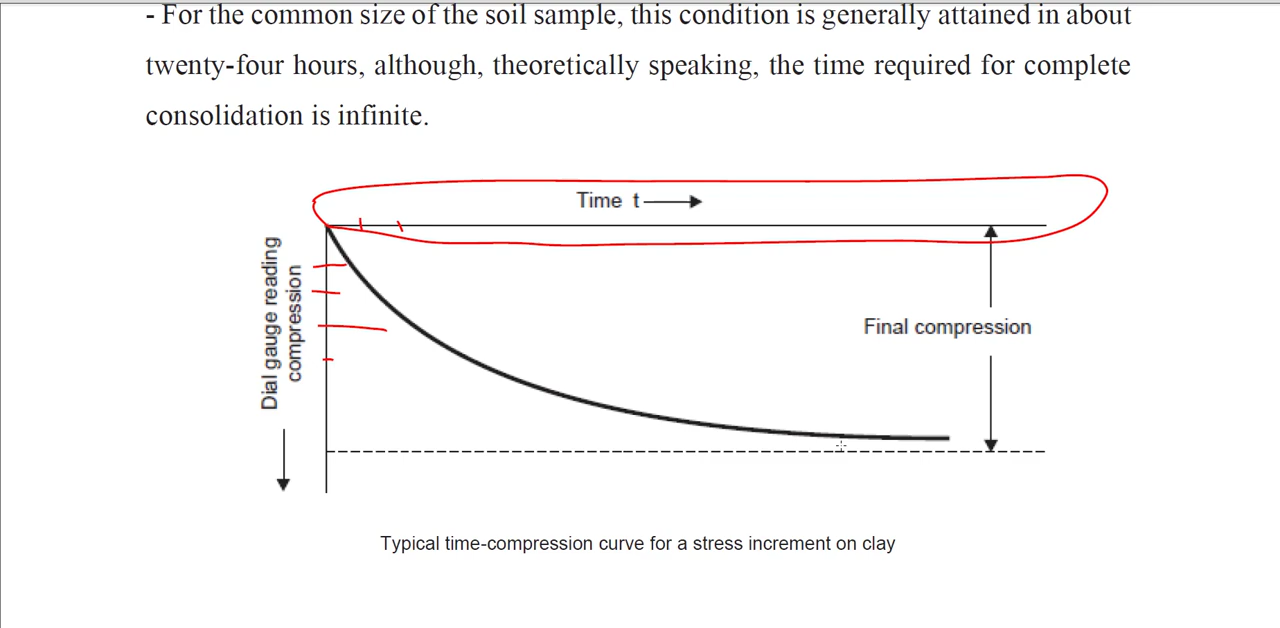 - For the common size of the soil sample, this condition is generally attained in about
twenty-four hours, although, theoretically speaking, the time required for complete
consolidation is infinite.
Time t
Dial gauge reading
compression
Final compression
Typical time-compression curve for a stress increment on clay